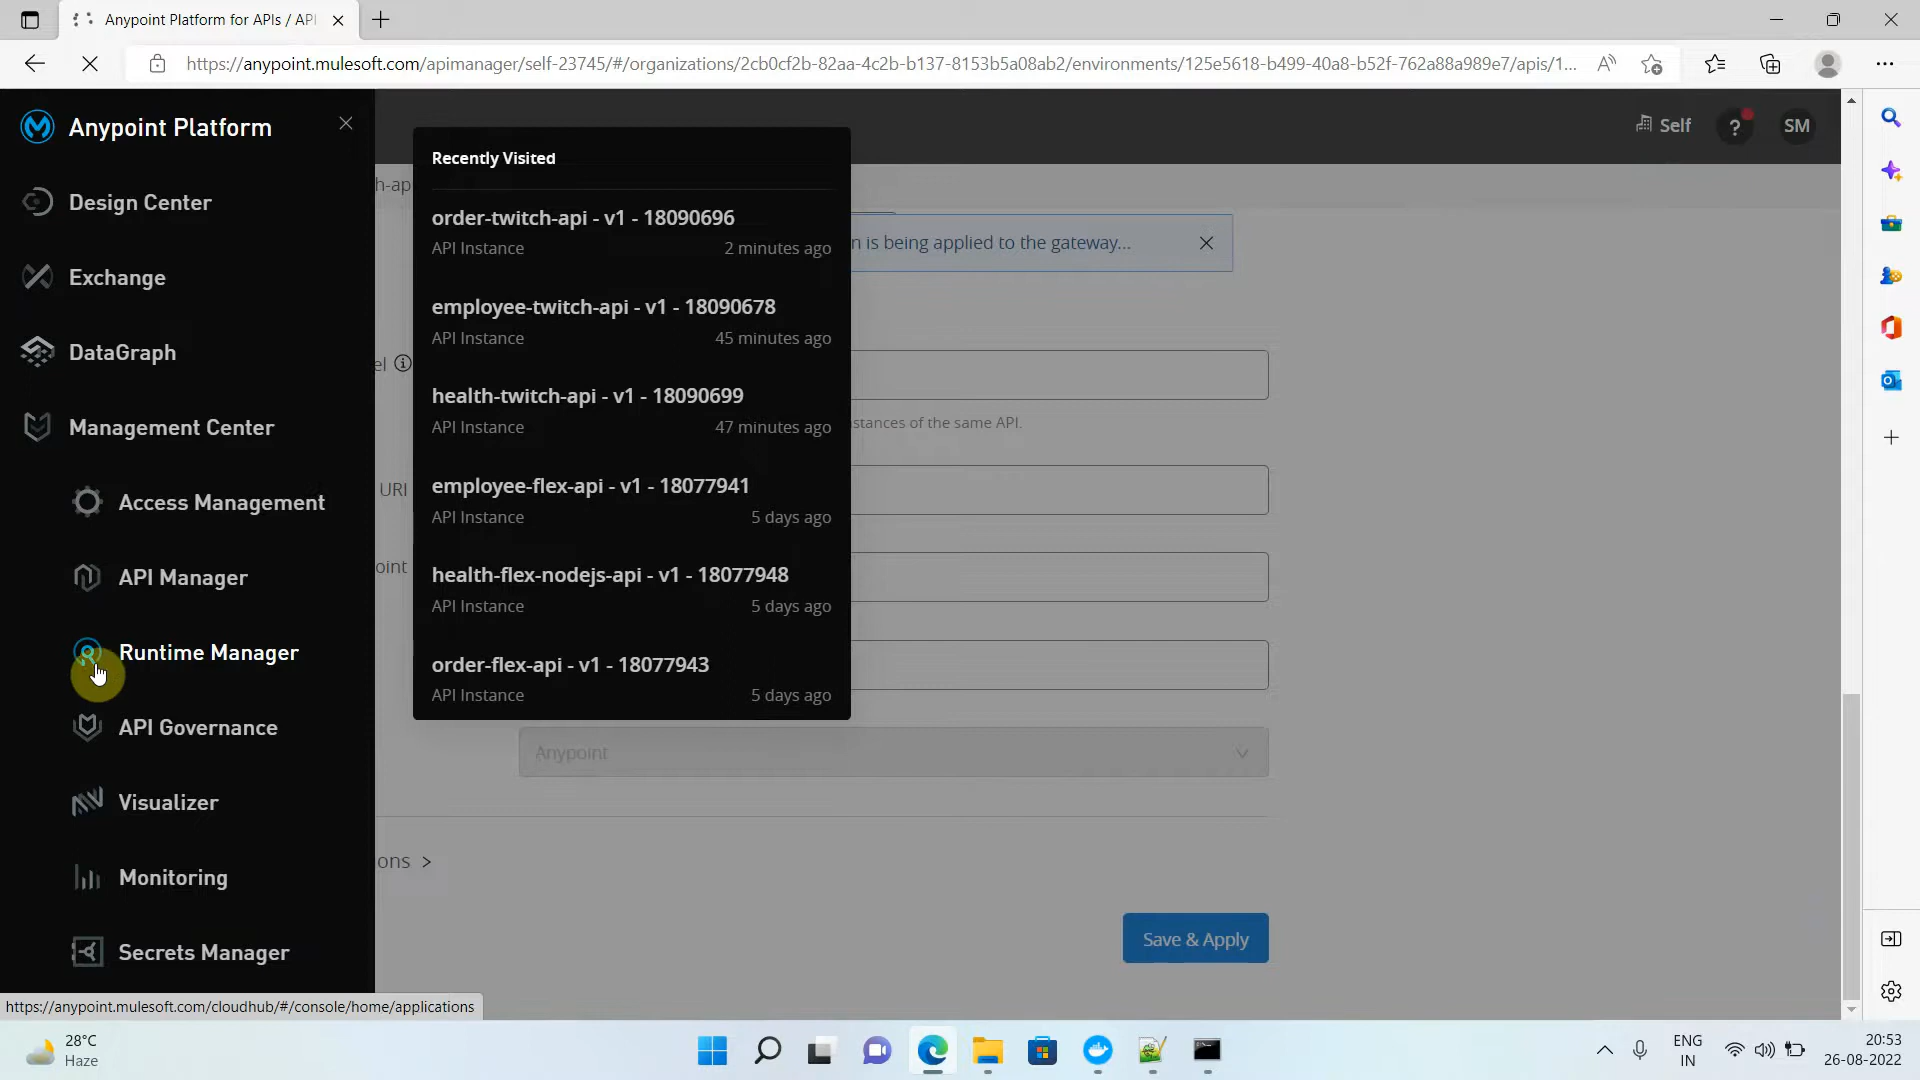 Anypoint Platform for APIs / API
https://anypoint.mulesoft.com/apimanager/self-23745/#/organizations/2cb0cf2b-82aa-4c2b-b137-8153b5a08ab2/environments/125e5618-b499-40a8-b52f-762a88a989e7/apis/1...
Anypoint Platform
Self
?
SM
Design Center
Exchange
DataGraph
Management Center
Access Management
API Manager
Runtime Manager
API Governance
Visualizer
Monitoring
Secrets Manager
Recently Visited
order-twitch-api - v1 - 18090696
API Instance 2 minutes ago
employee-twitch-api - v1 - 18090678
API Instance 45 minutes ago
health-twitch-api - v1 - 18090699
API Instance 47 minutes ago
employee-flex-api - v1 - 18077941
API Instance 5 days ago
health-flex-nodejs-api - v1 - 18077948
API Instance 5 days ago
order-flex-api - v1 - 18077943
API Instance 5 days ago
h-ap
n is being applied to the gateway...
el
stances of the same API.
URI
oint
Anypoint
ons >
Save & Apply
https://anypoint.mulesoft.com/cloudhub/#/console/home/applications
28°C
Haze
ENG
IN
20:53
26-08-2022